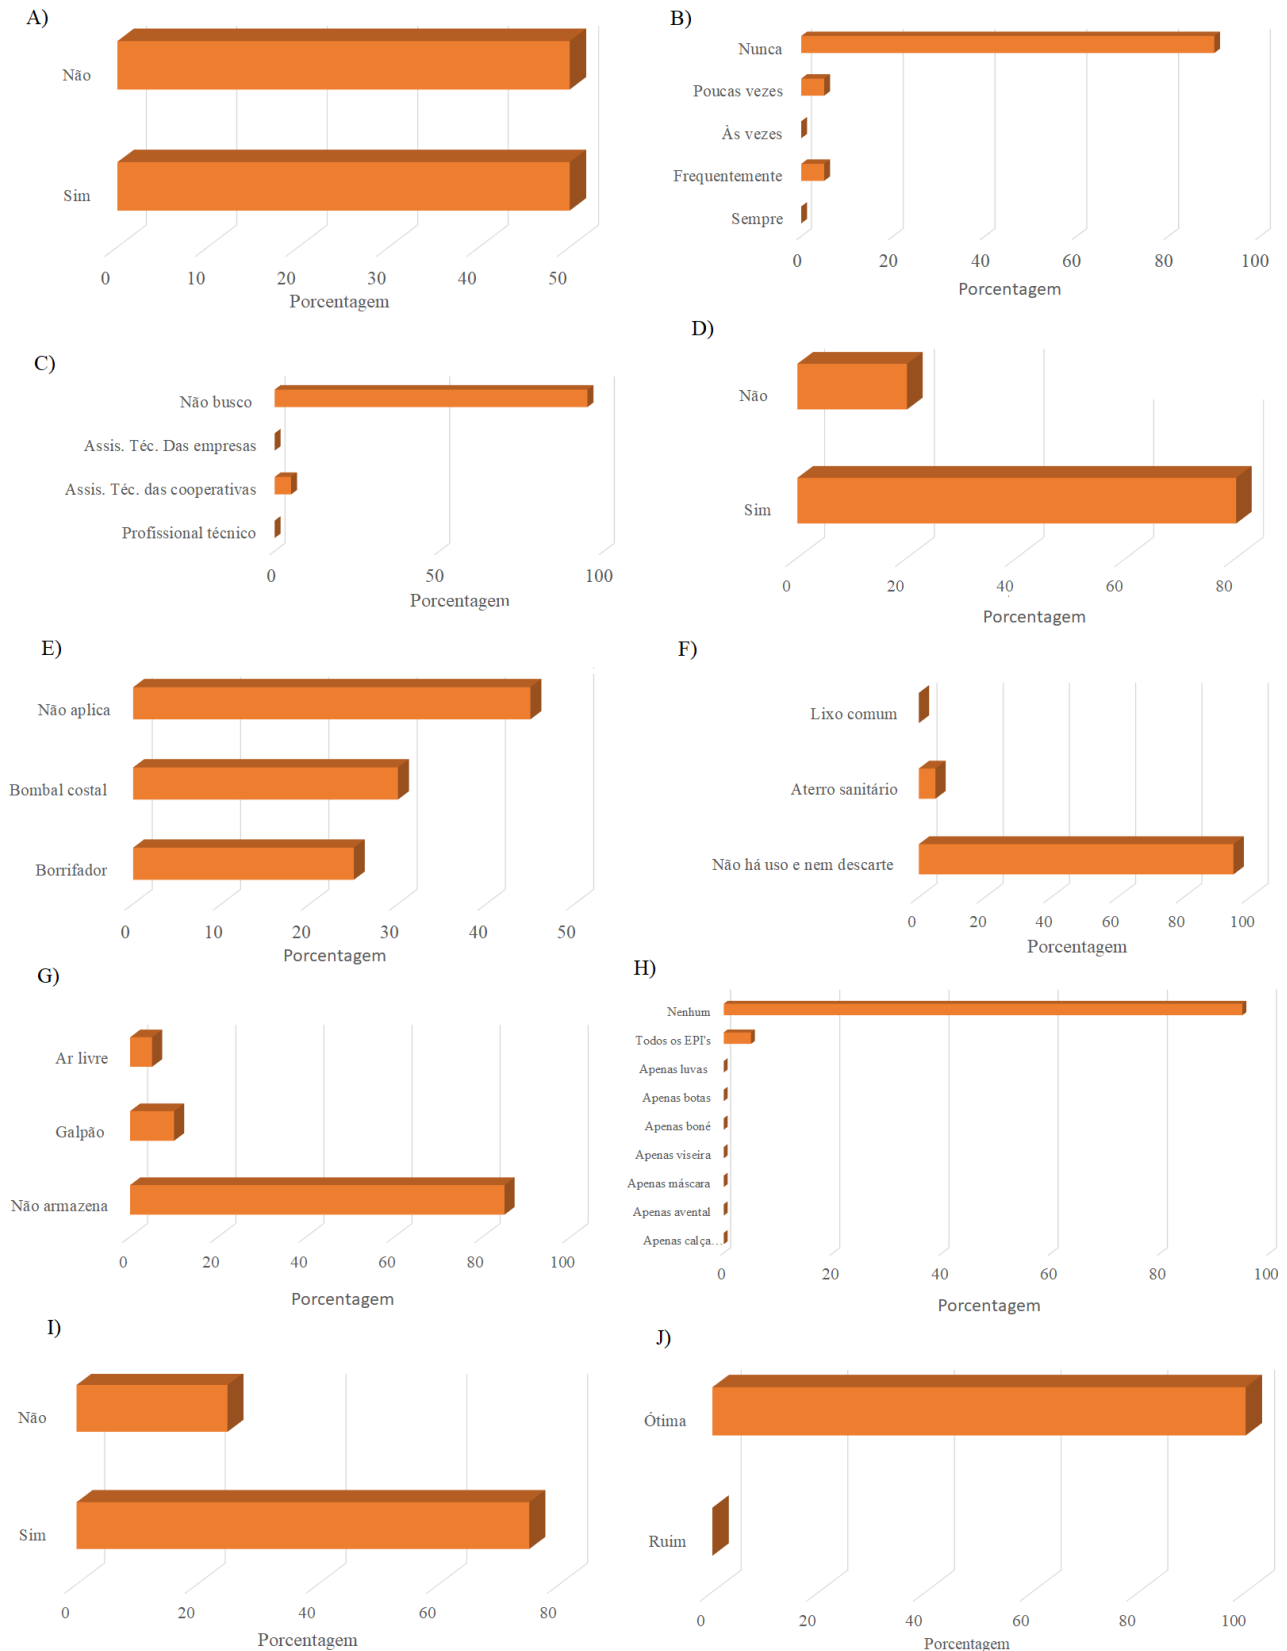 A)
Não
Sim
0 10 20 30 40 50
Porcentagem
B)
Nunca
Poucas vezes
Às vezes
Frequentemente
Sempre
0 20 40 60 80 100
Porcentagem
C)
Não busco
Assis. Téc. Das empresas
Assis. Téc. das cooperativas
Profissional técnico
0 50 100
Porcentagem
D)
Não
Sim
0 20 40 60 80
Porcentagem
E)
Não aplica
Bombal costal
Borrifador
0 10 20 30 40 50
Porcentagem
F)
Lixo comum
Aterro sanitário
Não há uso e nem descarte
0 20 40 60 80 100
Porcentagem
G)
Ar livre
Galpão
Não armazena
0 20 40 60 80 100
Porcentagem
H)
Nenhum
Todos os EPI's
Apenas luvas
Apenas botas
Apenas boné
Apenas viseira
Apenas máscara
Apenas avental
Apenas calça…
0 20 40 60 80 100
Porcentagem
I)
Não
Sim
0 20 40 60 80
Porcentagem
J)
Ótima
Ruim
0 20 40 60 80 100
Porcentagem